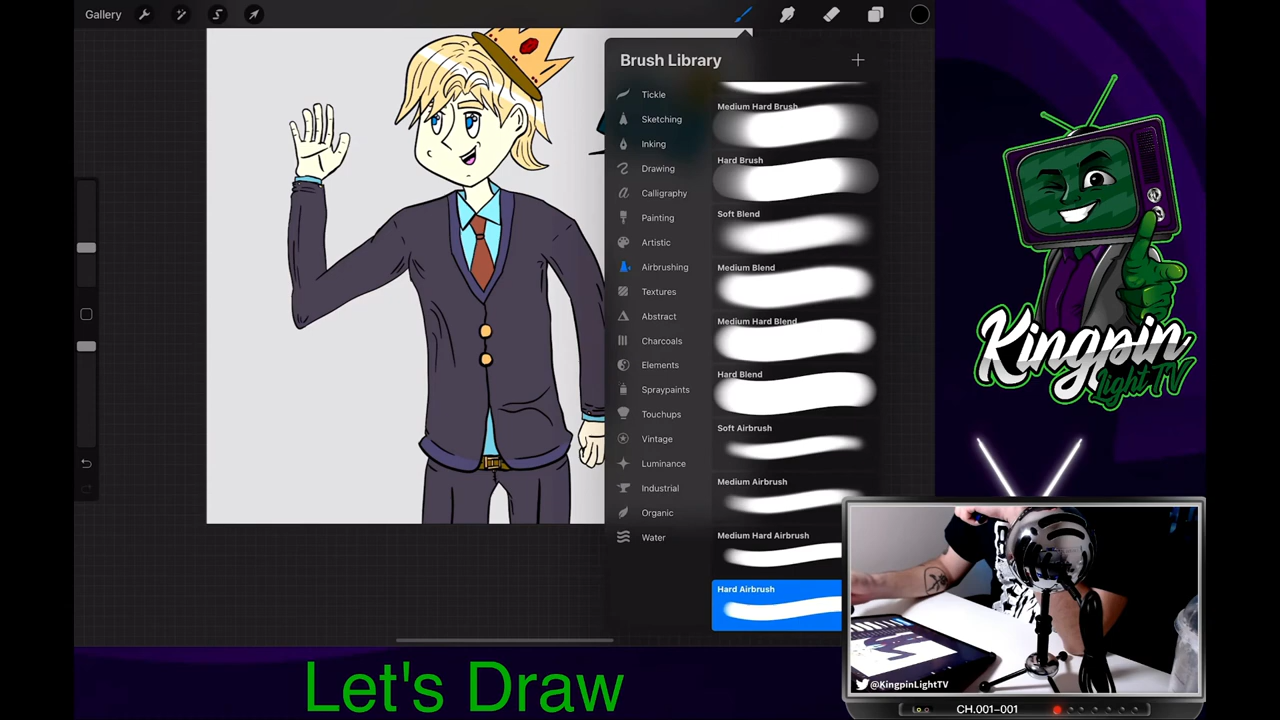 Gallery
Brush Library
Tickle
Sketching
Inking
Drawing
Calligraphy
Painting
Artistic
Airbrushing
Textures
Abstract
Charcoals
Elements
Spraypaints
Touchups
Vintage
Luminance
Industrial
Organic
Water
Medium Hard Brush
Hard Brush
Soft Blend
Medium Blend
Medium Hard Blend
Hard Blend
Soft Airbrush
Medium Airbrush
Medium Hard Airbrush
Hard Airbrush
Kingpin
Light TV
@KingpinLightTV
CH.001-001
Let's Draw